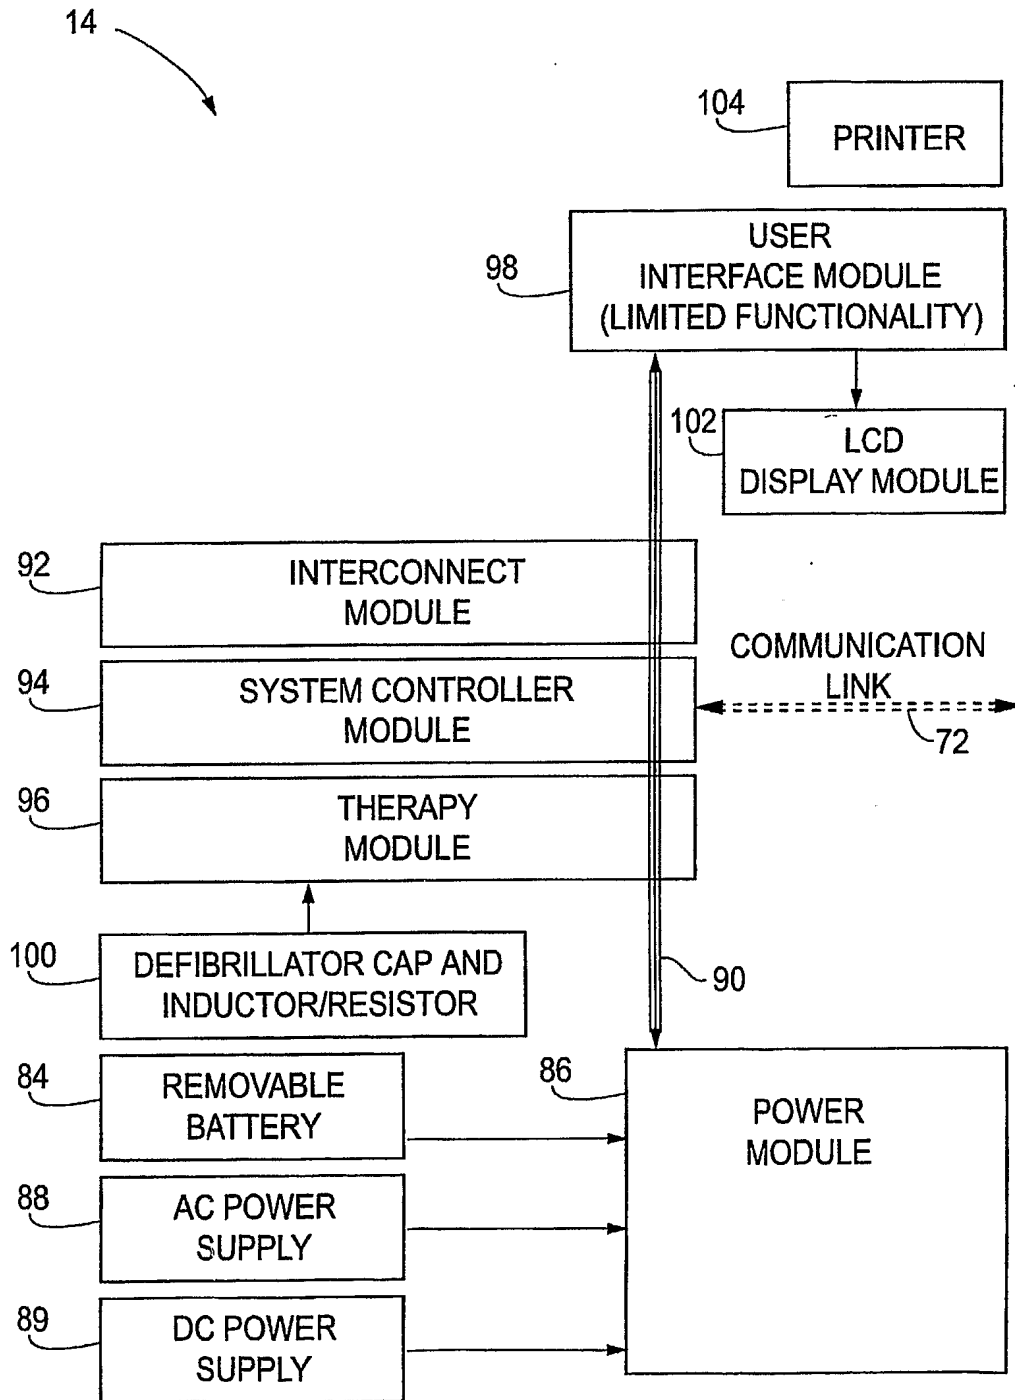 14
104
PRINTER
98
USER
INTERFACE MODULE
(LIMITED FUNCTIONALITY)
102
LCD
DISPLAY MODULE
92
INTERCONNECT
MODULE
94
SYSTEM CONTROLLER
MODULE
COMMUNICATION
LINK
72
96
THERAPY
MODULE
100
DEFIBRILLATOR CAP AND
INDUCTOR/RESISTOR
90
84
REMOVABLE
BATTERY
86
POWER
MODULE
88
AC POWER
SUPPLY
89
DC POWER
SUPPLY